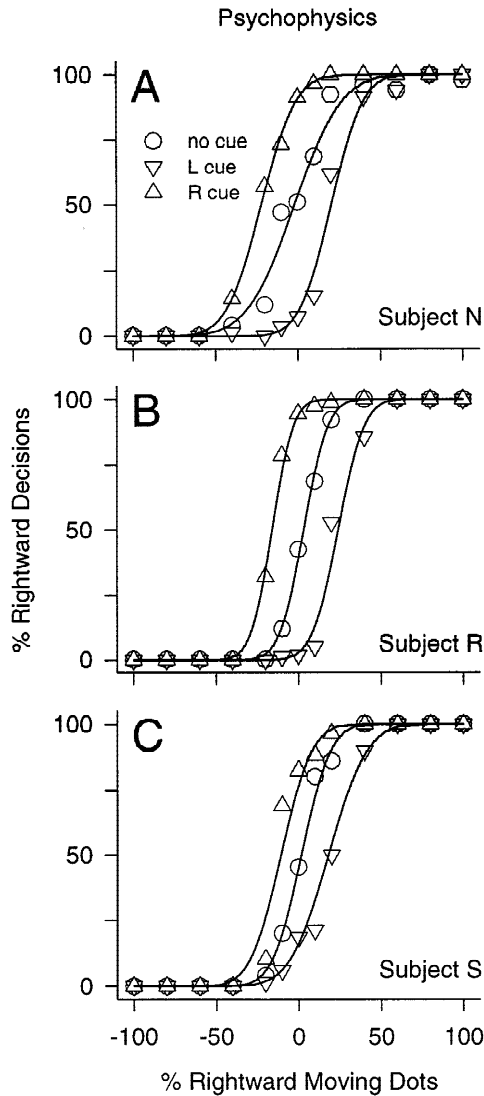 Psychophysics
A
100
50
0
no cue
L cue
R cue
Subject N
B
100
50
0
Subject R
C
100
50
0
Subject S
-100 -50 0 50 100
% Rightward Moving Dots
% Rightward Decisions